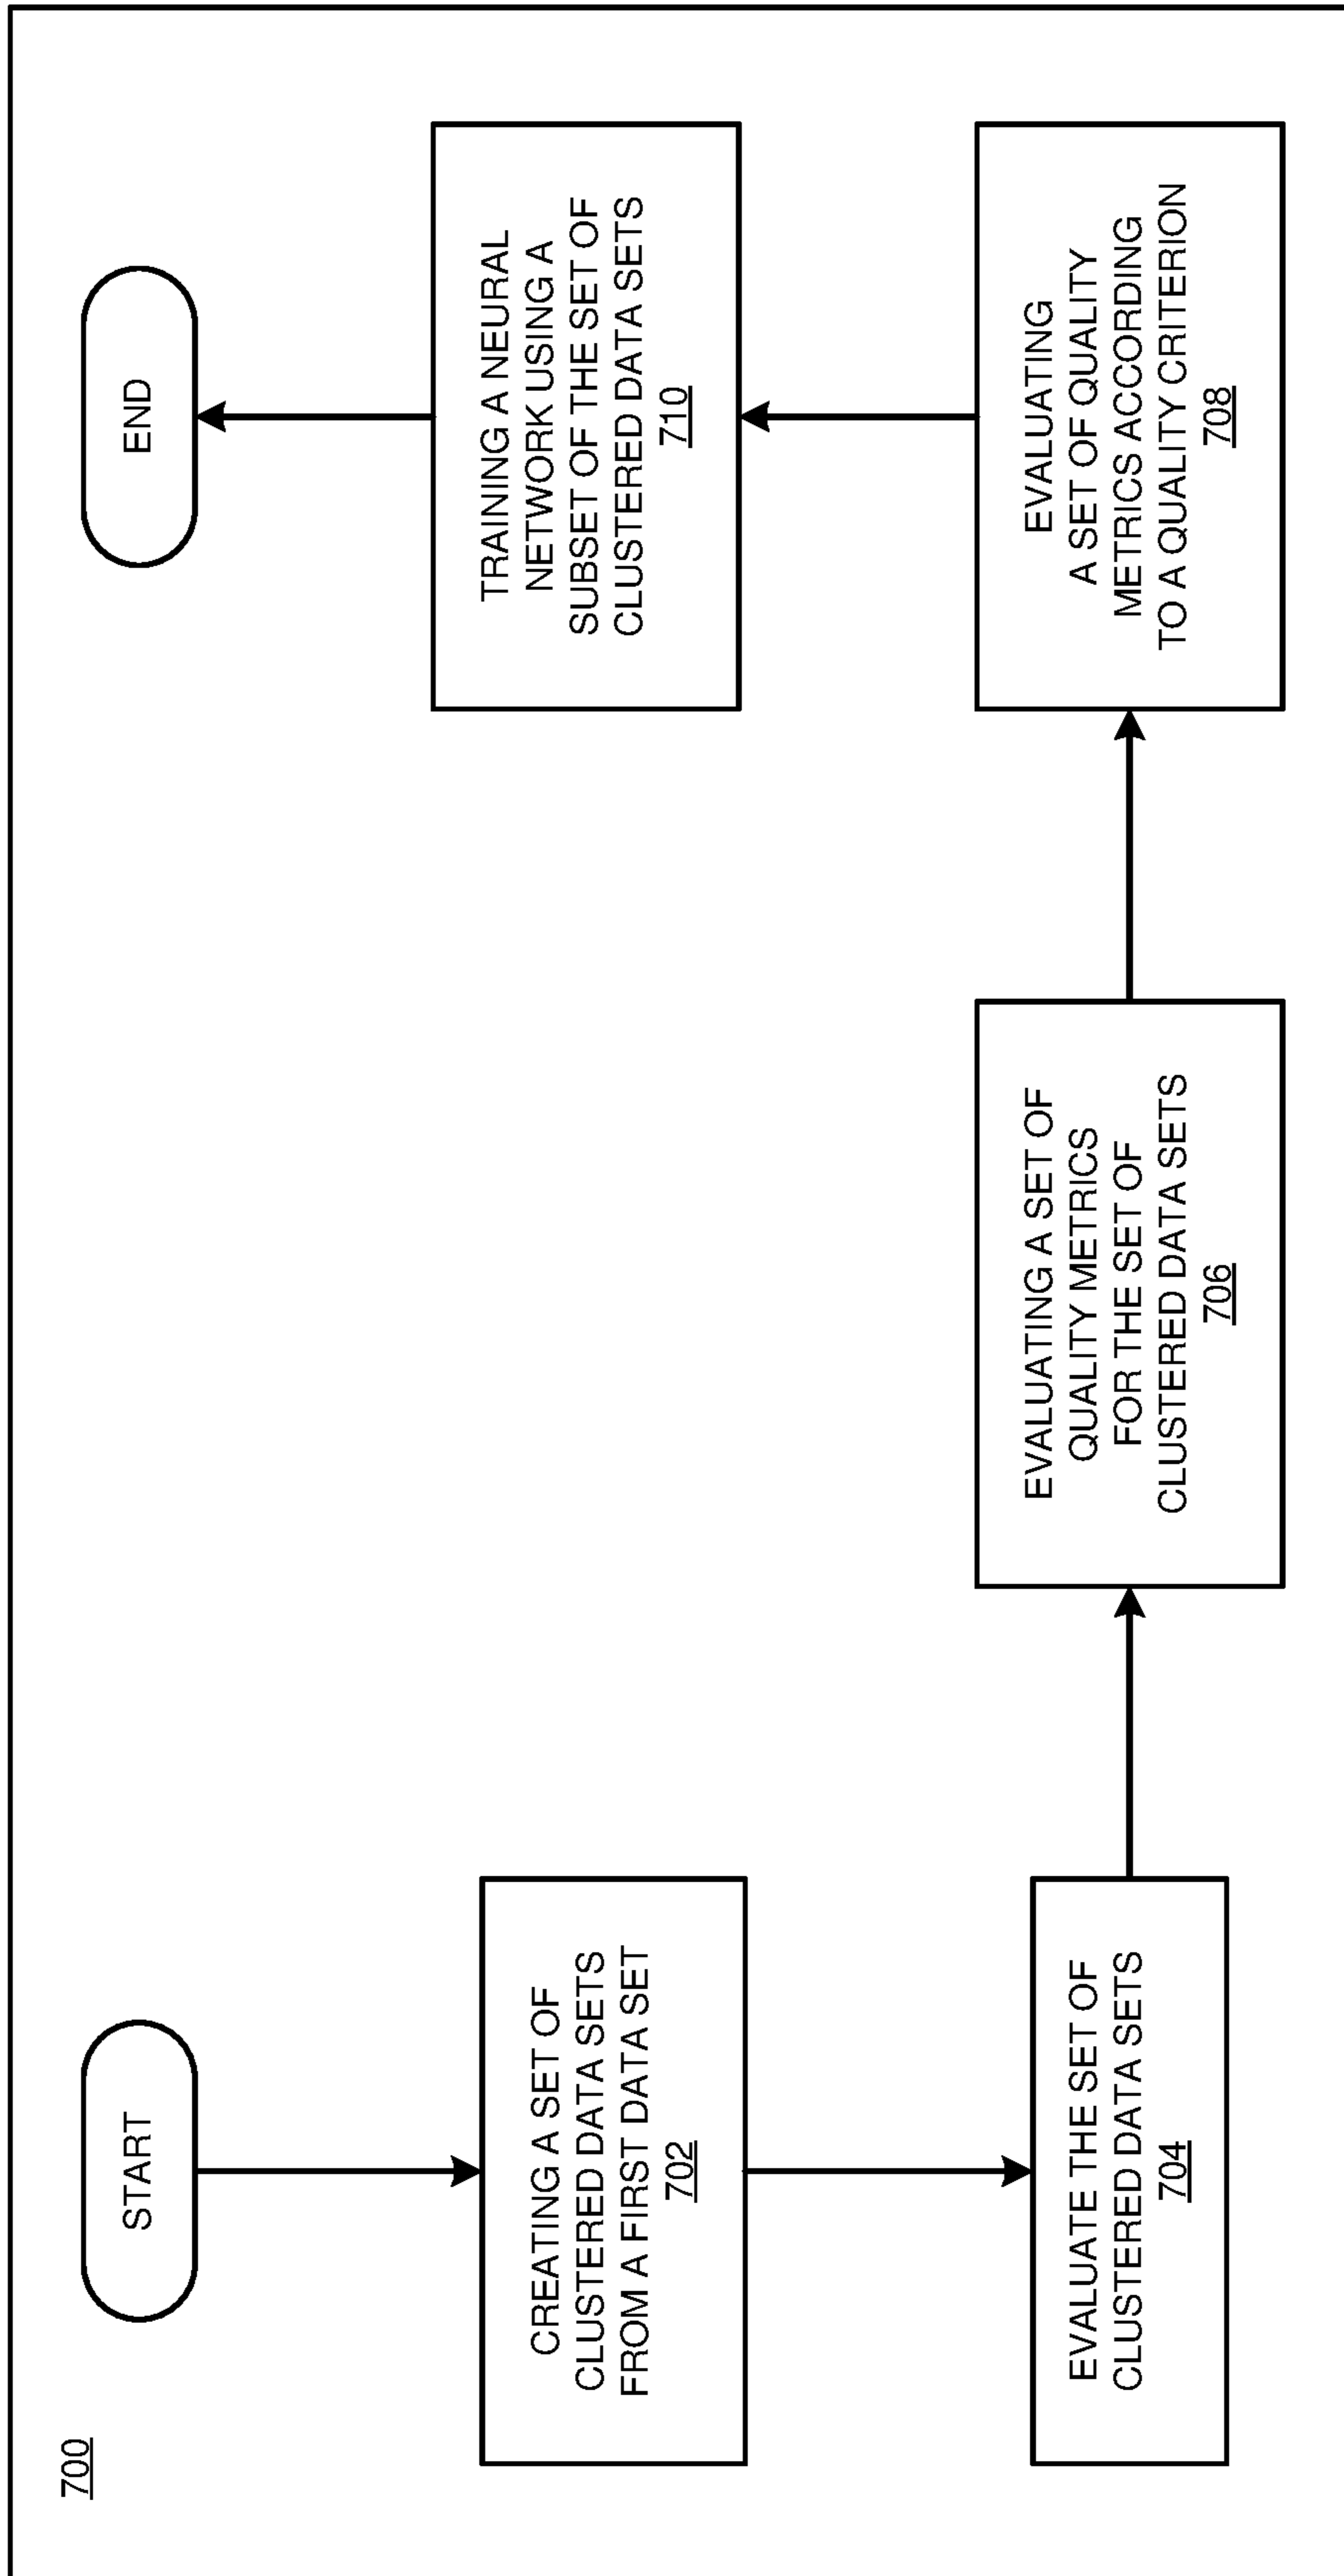 700
START
CREATING A SET OF
CLUSTERED DATA SETS
FROM A FIRST DATA SET
702
EVALUATE THE SET OF
CLUSTERED DATA SETS
704
EVALUATING A SET OF
QUALITY METRICS
FOR THE SET OF
CLUSTERED DATA SETS
706
EVALUATING
A SET OF QUALITY
METRICS ACCORDING
TO A QUALITY CRITERION
708
TRAINING A NEURAL
NETWORK USING A
SUBSET OF THE SET OF
CLUSTERED DATA SETS
710
END